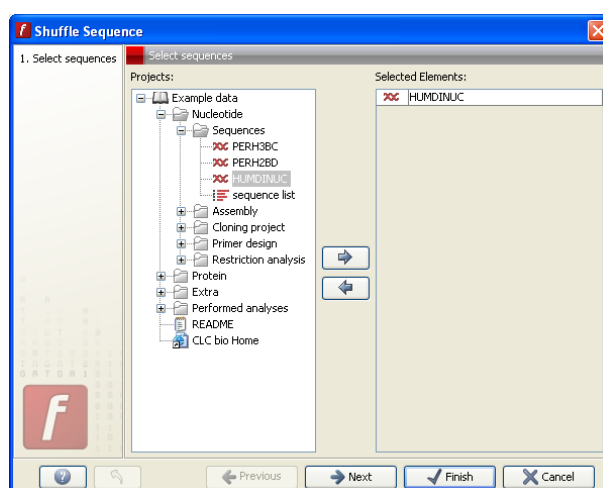 Shuffle Sequence
1. Select sequences
Select sequences
Projects:
Example data
Nucleotide
Sequences
PERH3BC
PERH2BD
HUMDINUC
sequence list
Assembly
Cloning project
Primer design
Restriction analysis
Protein
Extra
Performed analyses
README
CLC bio Home
Selected Elements:
HUMDINUC
Previous
Next
Finish
Cancel